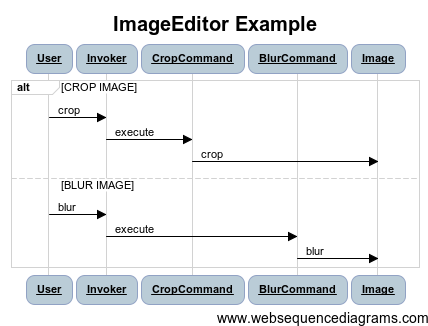 ImageEditor Example
User Invoker CropCommand BlurCommand Image
alt [CROP IMAGE]
crop
execute
crop
[BLUR IMAGE]
blur
execute
blur
User Invoker CropCommand BlurCommand Image
www.websequencediagrams.com